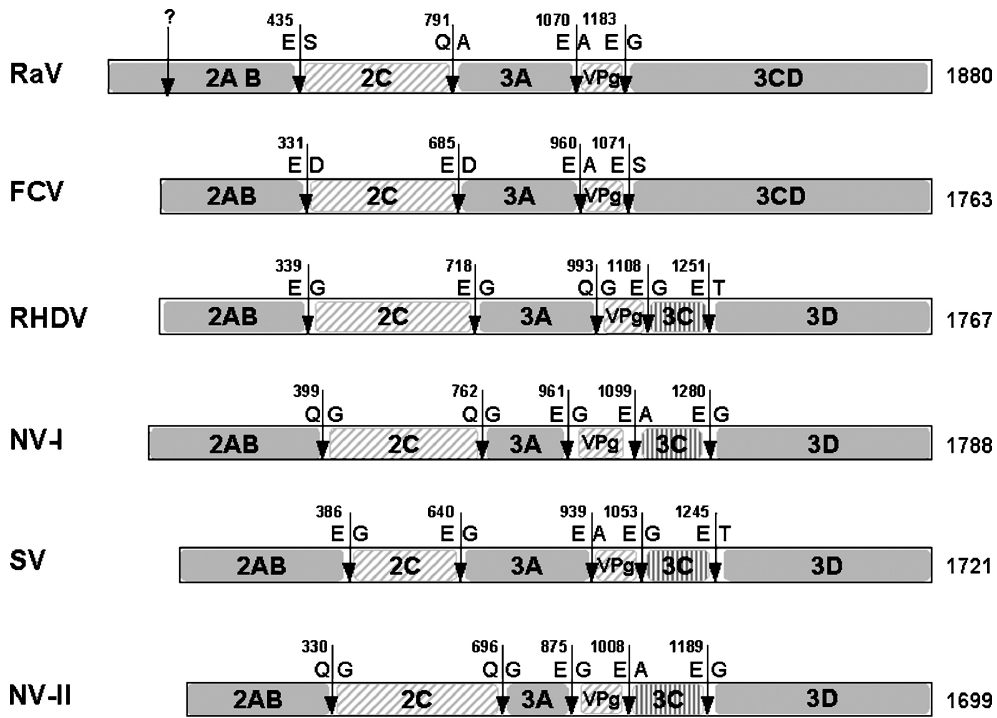 ?
435 791 1070 1183
E S Q A E A E G
RaV 2A B 2C 3A VPg 3CD 1880
331 685 960 1071
E D E D E A E S
FCV 2AB 2C 3A VPg 3CD 1763
339 718 993 1108 1251
E G E G Q G E G E T
RHDV 2AB 2C 3A VPg 3C 3D 1767
399 762 961 1099 1280
Q G Q G E G E A E G
NV-I 2AB 2C 3A VPg 3C 3D 1788
386 640 939 1053 1245
E G E G E A E G E T
SV 2AB 2C 3A VPg 3C 3D 1721
330 696 875 1008 1189
Q G Q G E G E A E G
NV-II 2AB 2C 3A VPg 3C 3D 1699